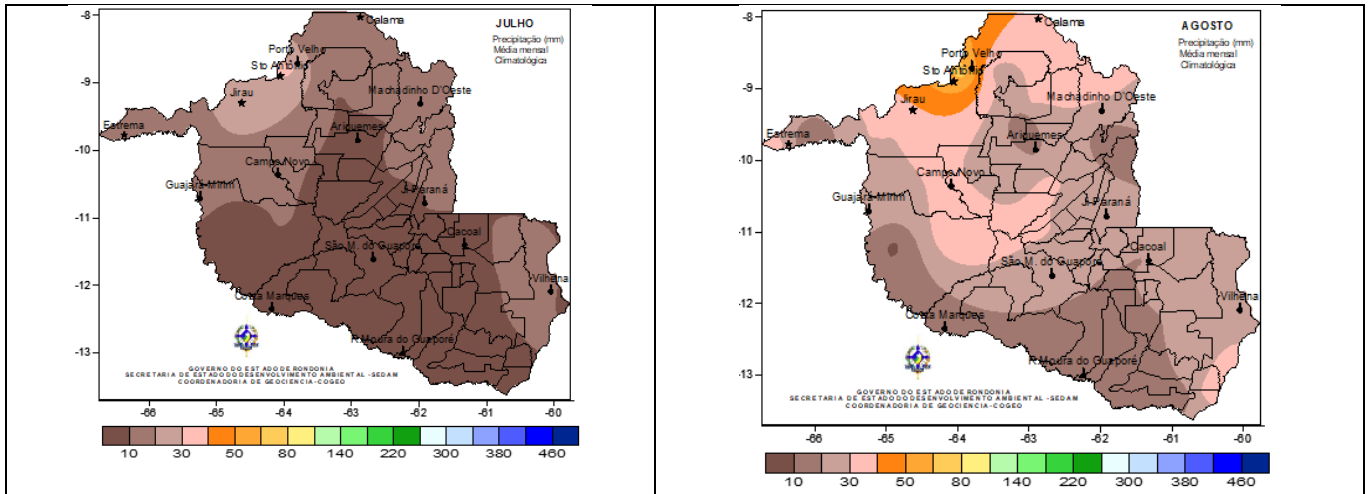 JULHO
Precipitação (mm)
Média mensal
Climatológica
-8
-9
-10
-11
-12
-13
Calama
Porto Velho
Sto Antônio
Jirau
Machadinho D'Oeste
Estrema
Ariquemes
Campo Novo
Guajará-Mirim
Ji-Paraná
Cacoal
São M. do Guaporé
Vilhena
Costa Marques
R.Moura do Guaporé
GOVERNO DO ESTADO DE RONDONIA
SECRETARIA DE ESTADO DO DESENVOLVIMENTO AMBIENTAL -SEDAM
COORDENADORIA DE GEOCIENCIA-COGEO
-66 -65 -64 -63 -62 -61 -60
10 30 50 80 140 220 300 380 460
AGOSTO
Precipitação (mm)
Média mensal
Climatológica
-8
-9
-10
-11
-12
-13
Calama
Porto Velho
Sto Antônio
Jirau
Machadinho D'Oeste
Estrema
Ariquemes
Campo Novo
Guajará-Mirim
Ji-Paraná
Cacoal
São M. do Guaporé
Vilhena
Costa Marques
R.Moura do Guaporé
GOVERNO DO ESTADO DE RONDONIA
SECRETARIA DE ESTADO DO DESENVOLVIMENTO AMBIENTAL -SEDAM
COORDENADORIA DE GEOCIENCIA-COGEO
-66 -65 -64 -63 -62 -61 -60
10 30 50 80 140 220 300 380 460